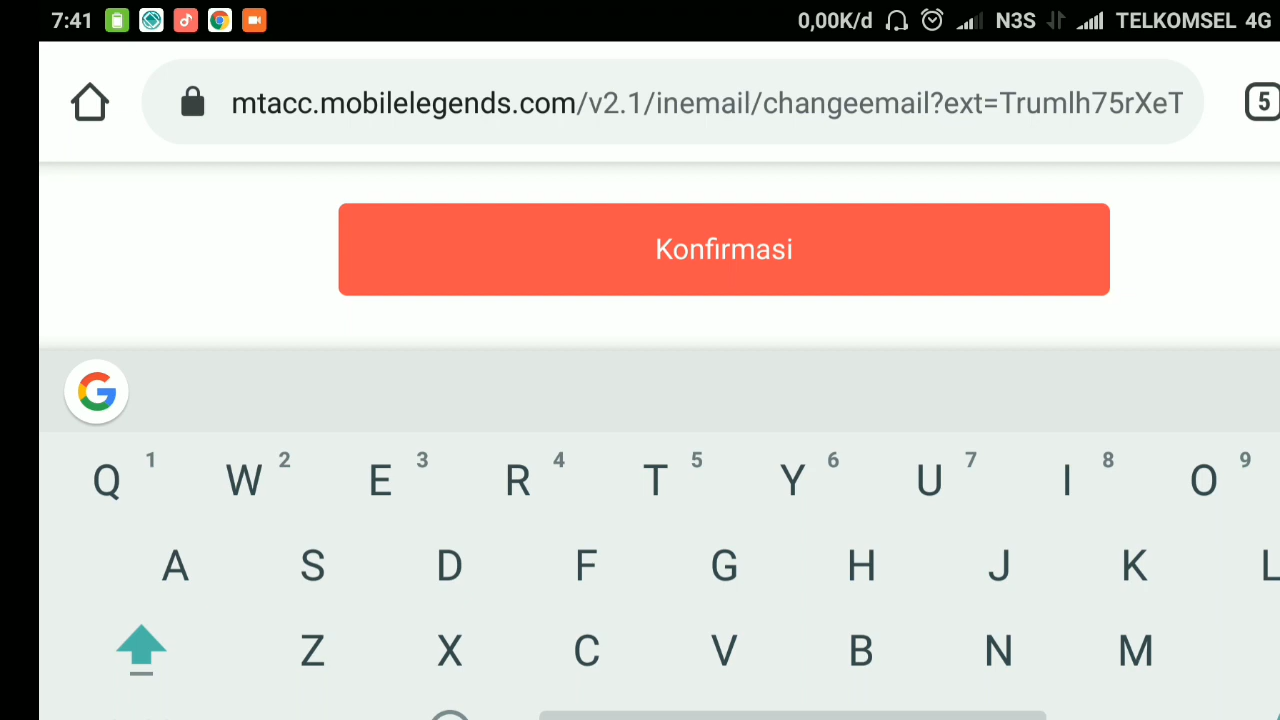 7:41 0,00K/d N3S TELKOMSEL 4G
mtacc.mobilelegends.com/v2.1/inemail/changeemail?ext=Trumlh75rXeT 5
Konfirmasi
1 2 3 4 5 6 7 8 9
Q W E R T Y U I O
A S D F G H J K L
Z X C V B N M